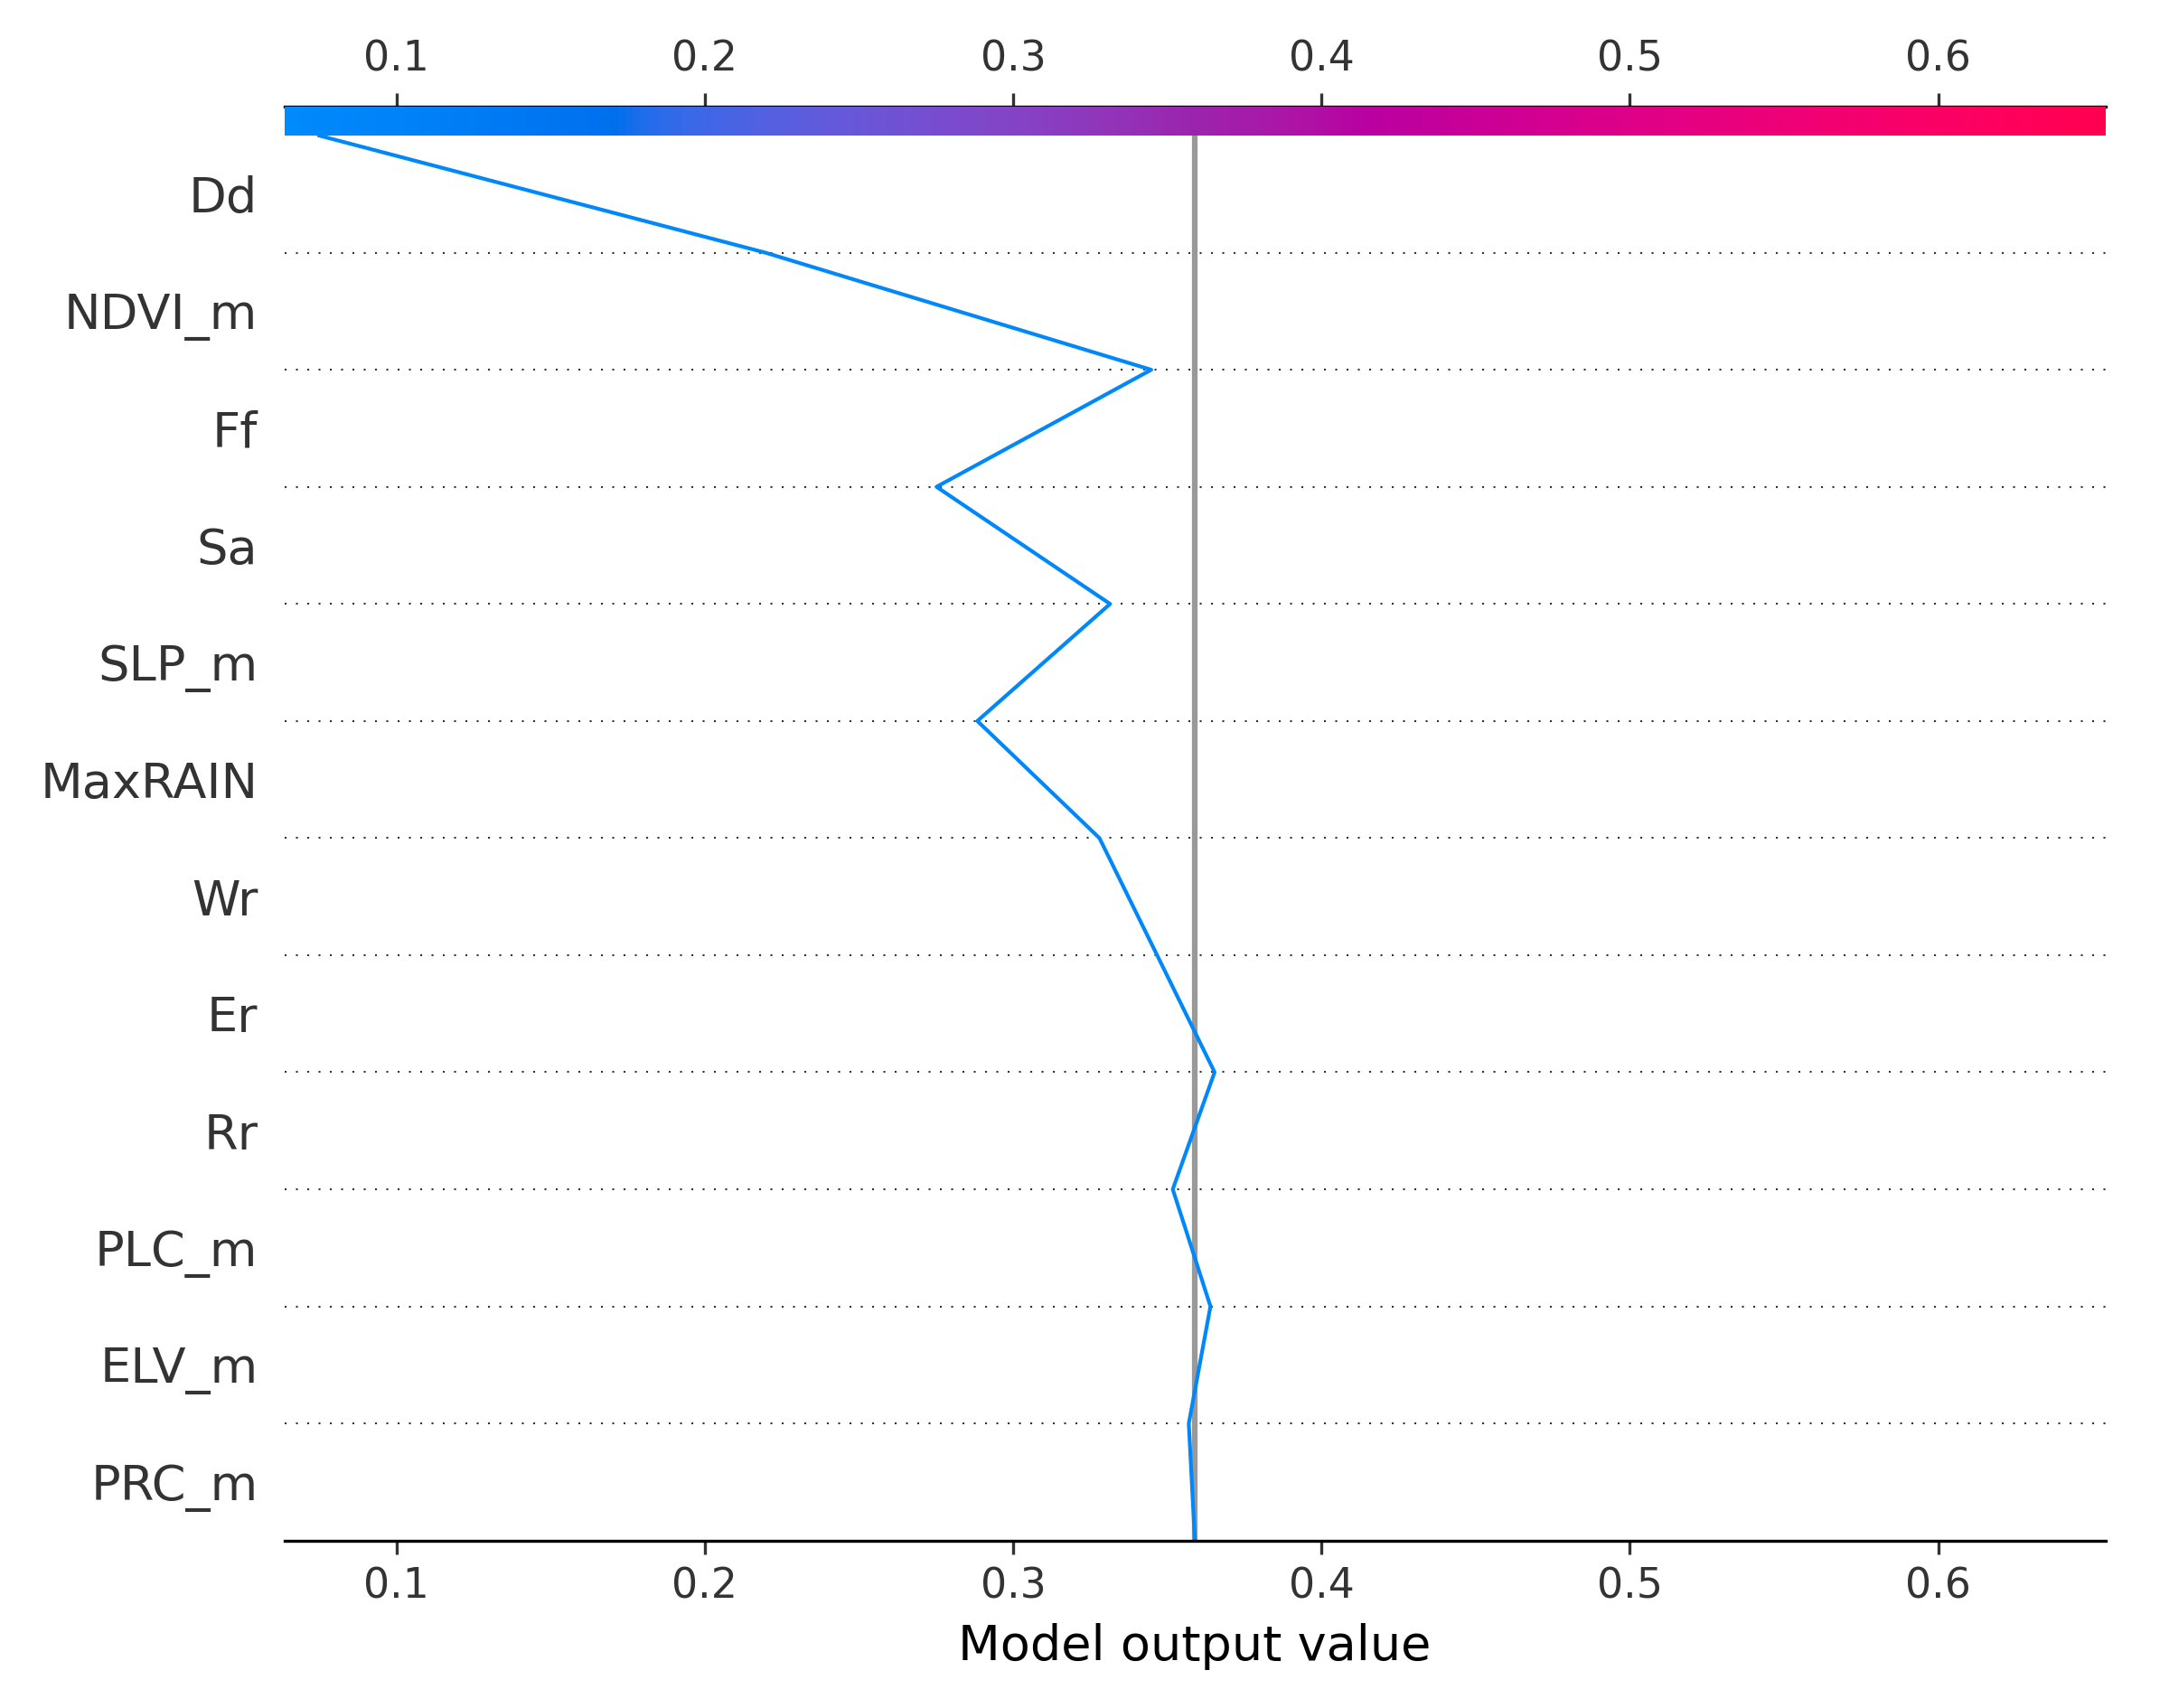 0.1 0.2 0.3 0.4 0.5 0.6
Dd
NDVI_m
Ff
Sa
SLP_m
MaxRAIN
Wr
Er
Rr
PLC_m
ELV_m
PRC_m
0.1 0.2 0.3 0.4 0.5 0.6
Model output value